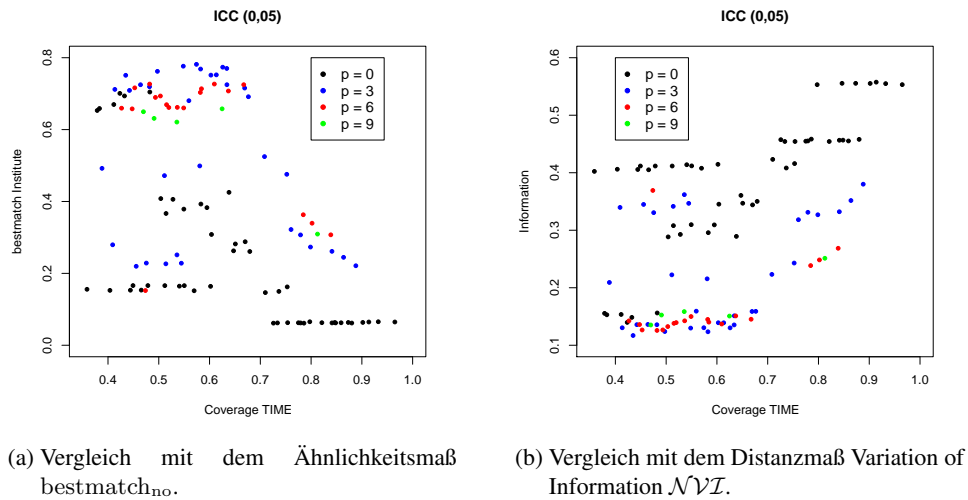 ICC (0,05)
bestmatch Institute
0.0
0.2
0.4
0.6
0.8
p = 0
p = 3
p = 6
p = 9
0.4 0.5 0.6 0.7 0.8 0.9 1.0
Coverage TIME
(a) Vergleich mit dem Ähnlichkeitsmaß
bestmatchno.
ICC (0,05)
Information
0.1
0.2
0.3
0.4
0.5
0.6
p = 0
p = 3
p = 6
p = 9
0.4 0.5 0.6 0.7 0.8 0.9 1.0
Coverage TIME
(b) Vergleich mit dem Distanzmaß Variation of
Information NVI.